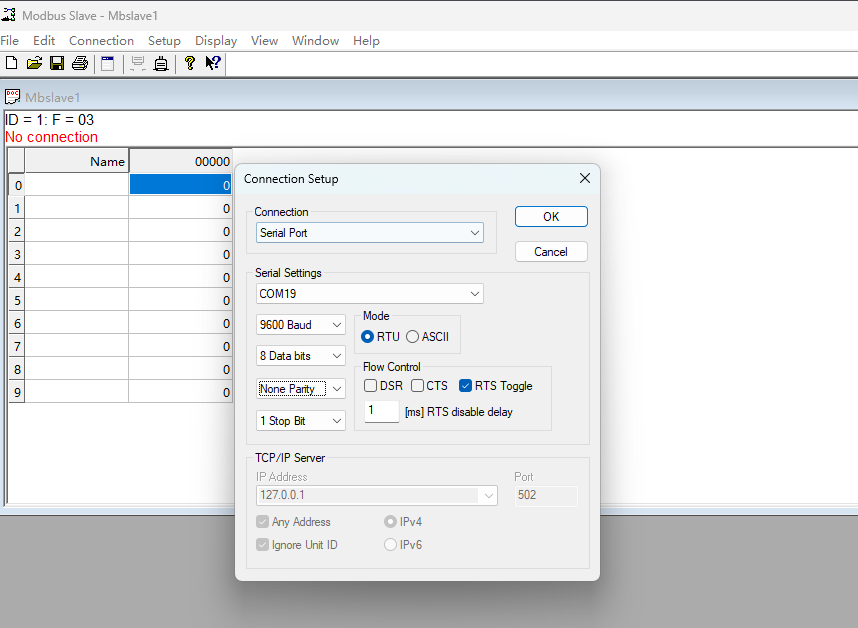 Modbus Slave - Mbslave1
File Edit Connection Setup Display View Window Help
Mbslave1
ID = 1: F = 03
No connection
Name 00000
0 0
1 0
2 0
3 0
4 0
5 0
6 0
7 0
8 0
9 0
Connection Setup
Connection
Serial Port
OK
Cancel
Serial Settings
COM19
9600 Baud
8 Data bits
None Parity
1 Stop Bit
Mode
RTU ASCII
Flow Control
DSR CTS RTS Toggle
1 [ms] RTS disable delay
TCP/IP Server
IP Address Port
127.0.0.1 502
Any Address IPv4
Ignore Unit ID IPv6